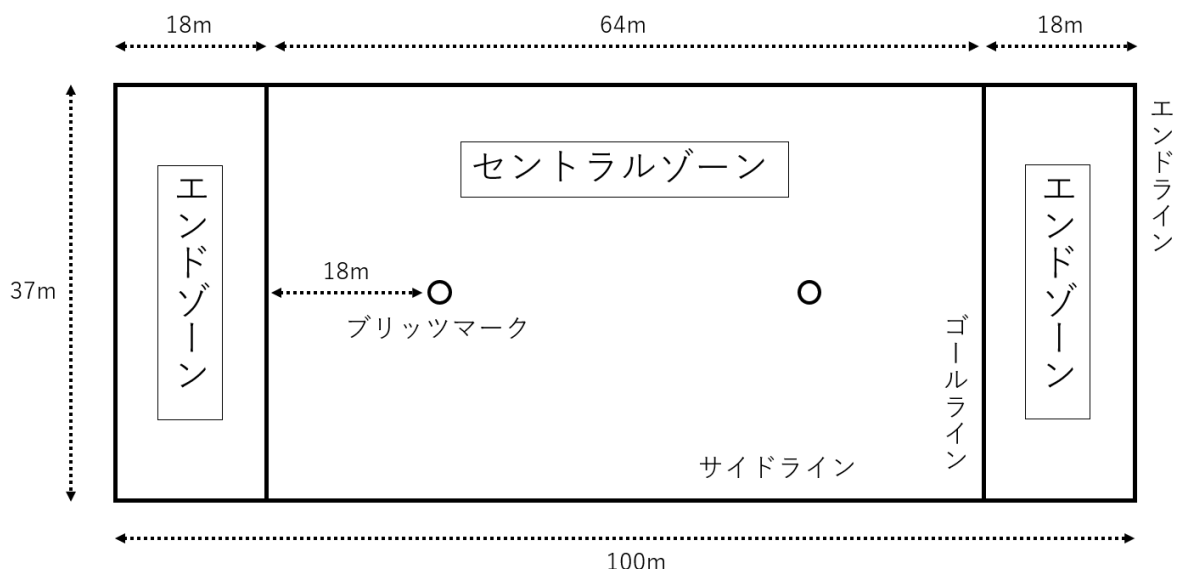 18m
64m
18m
エンドライン
セントラルゾーン
エンドゾーン
エンドゾーン
37m
18m
ブリッツマーク
ゴールライン
サイドライン
100m